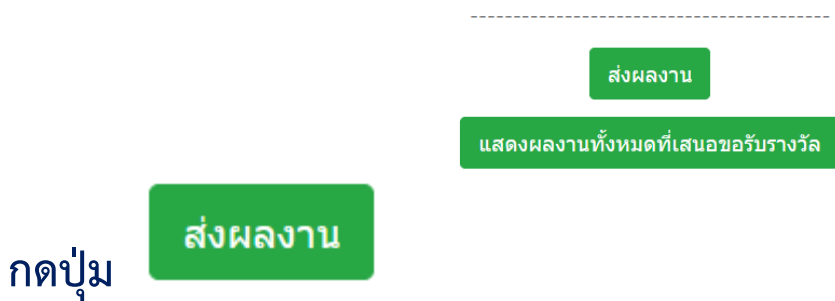 ส่งผลงาน
แสดงผลงานทั้งหมดที่เสนอขอรับรางวัล
กดปุ่ม ส่งผลงาน